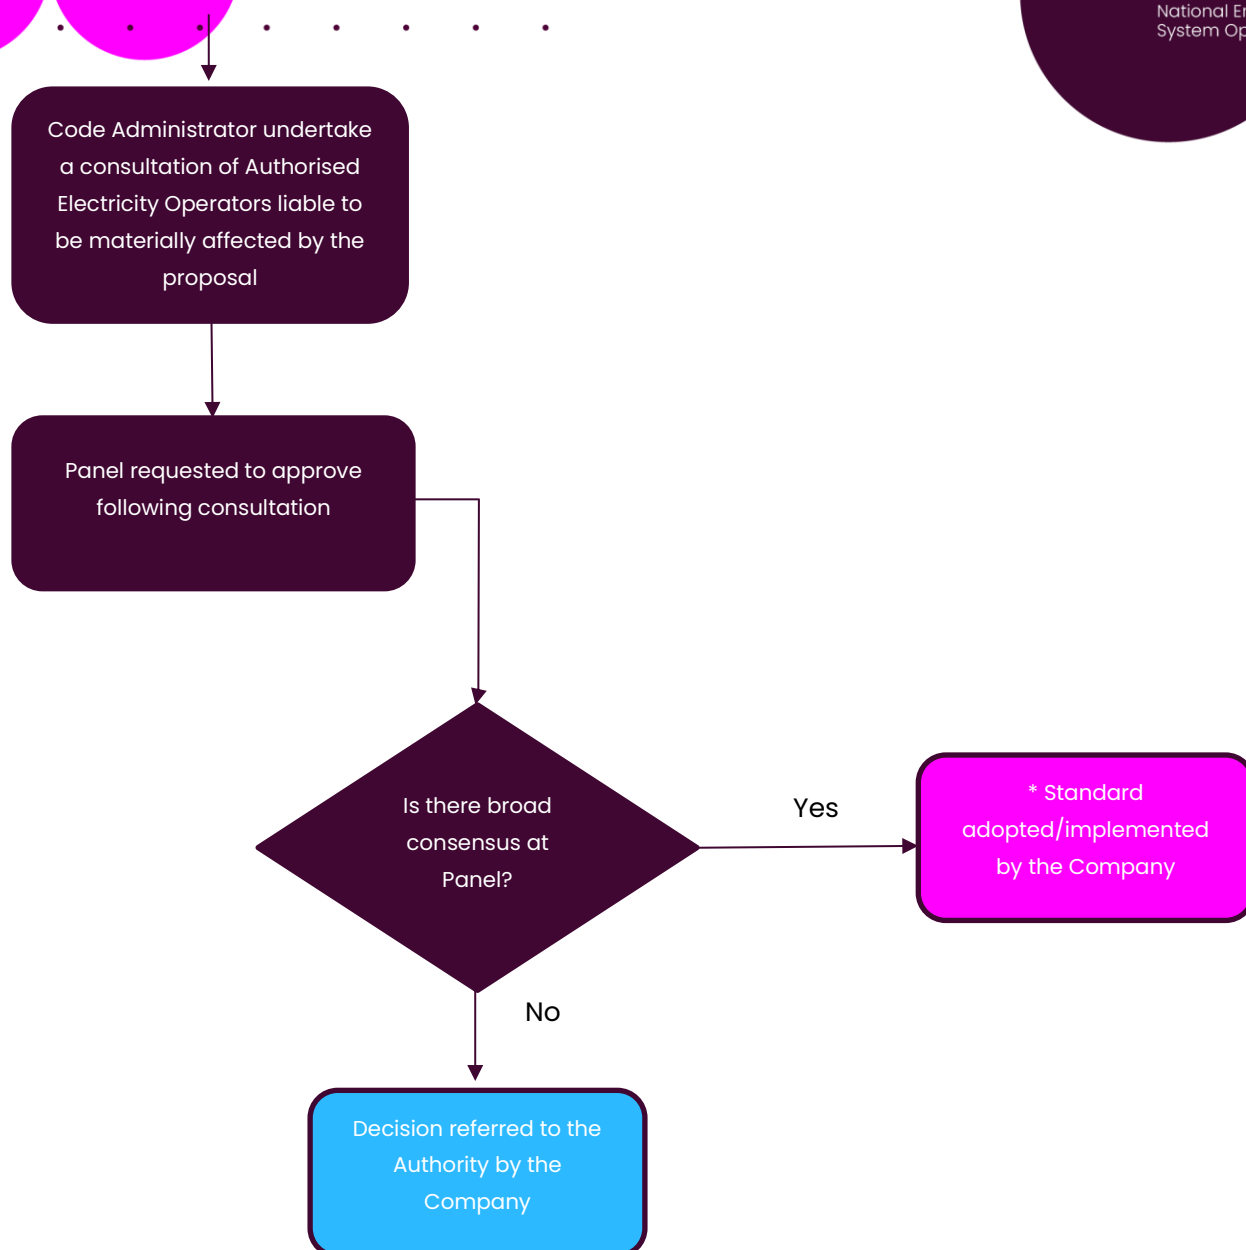 National
System
Code Administrator undertake
a consultation of Authorised
Electricity Operators liable to
be materially affected by the
proposal
Panel requested to approve
following consultation
Is there broad
consensus at
Panel?
Yes
* Standard
adopted/implemented
by the Company
No
Decision referred to the
Authority by the
Company